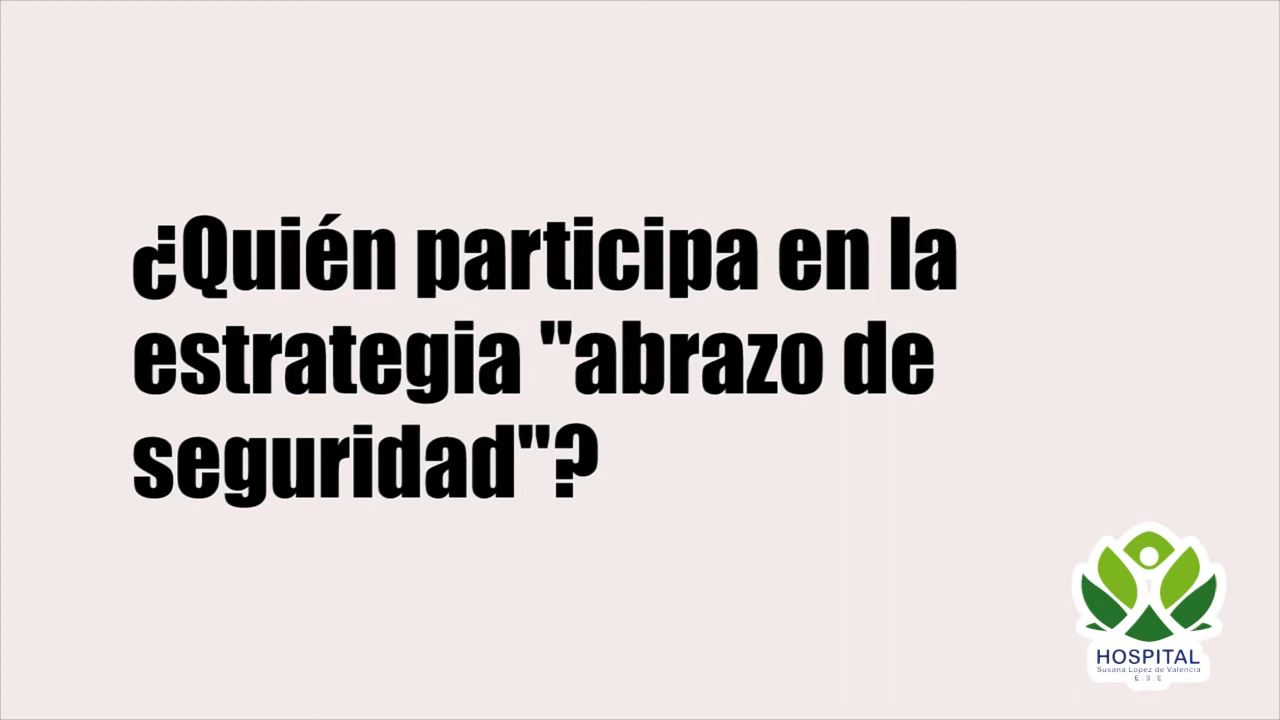 ¿Quién participa en la
estrategia "abrazo de
seguridad"?
HOSPITAL
Susana Lopez de Valencia
E.S.E